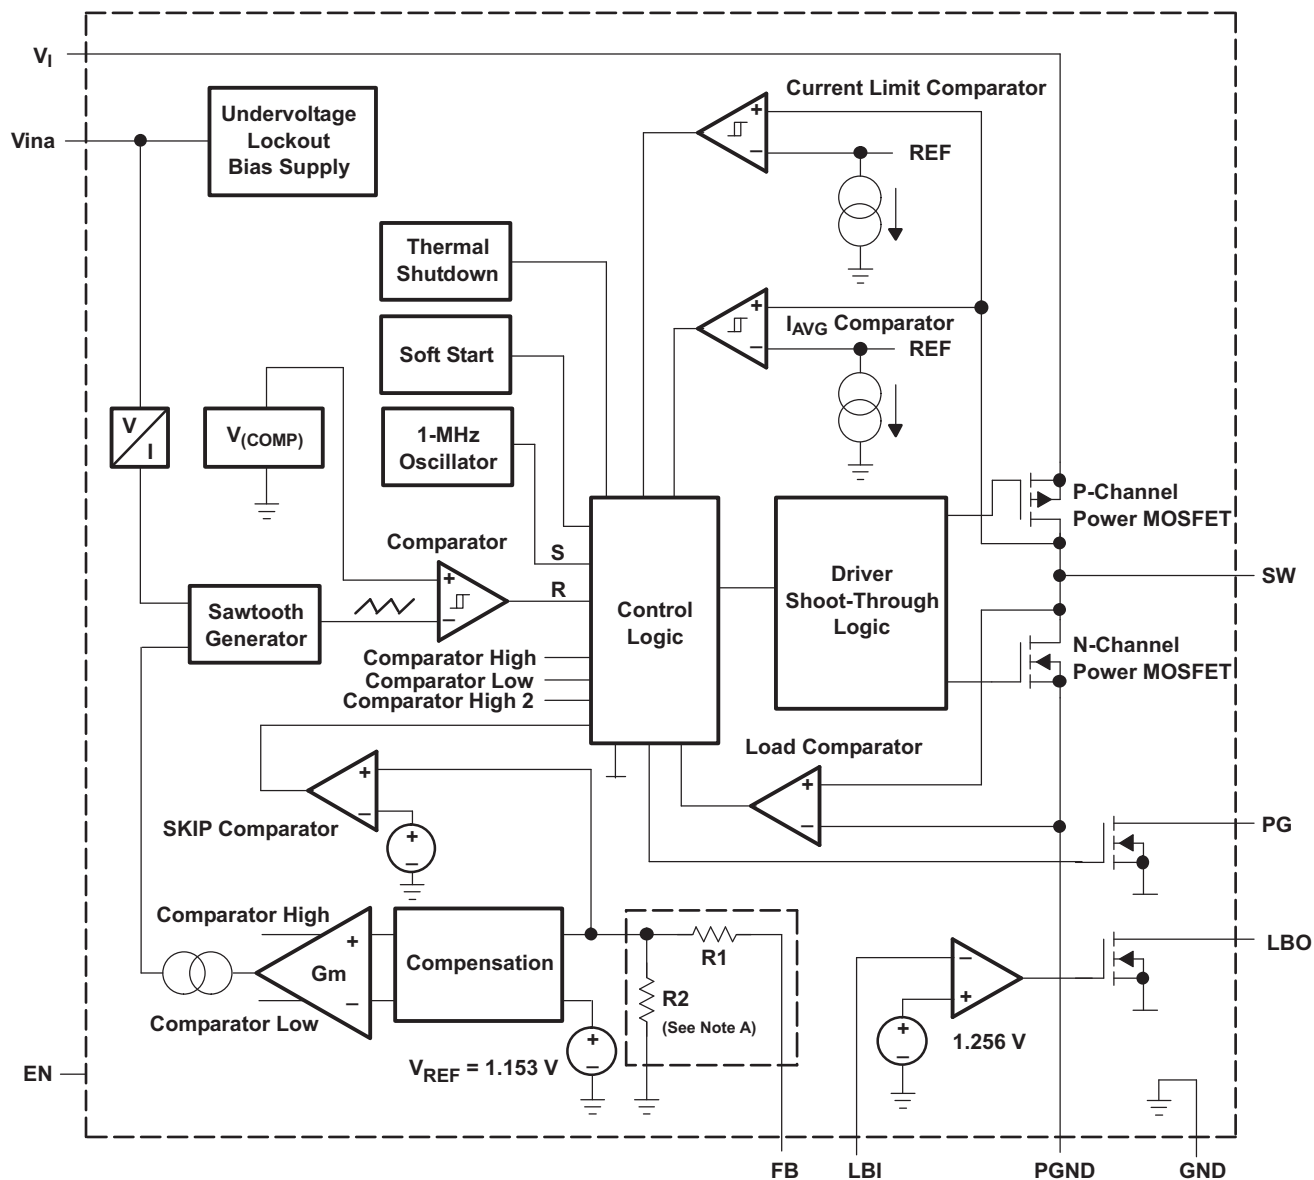 V_I
Current Limit Comparator
Undervoltage
Lockout
Bias Supply
Vina
+
−
REF
Thermal
Shutdown
+
I_AVG Comparator
−
REF
Soft Start
V
I
V_(COMP)
1-MHz
Oscillator
P-Channel
Power MOSFET
Comparator
S
R
+
−
Sawtooth
Generator
Control
Logic
Driver
Shoot-Through
Logic
SW
N-Channel
Power MOSFET
Comparator High
Comparator Low
Comparator High 2
Load Comparator
+
−
+
−
SKIP Comparator
+
−
PG
Comparator High
+
Gm
−
Comparator Low
Compensation
R1
R2
(See Note A)
V_REF = 1.153 V
+
−
−
+
LBO
+
−
1.256 V
EN
FB
LBI
PGND
GND